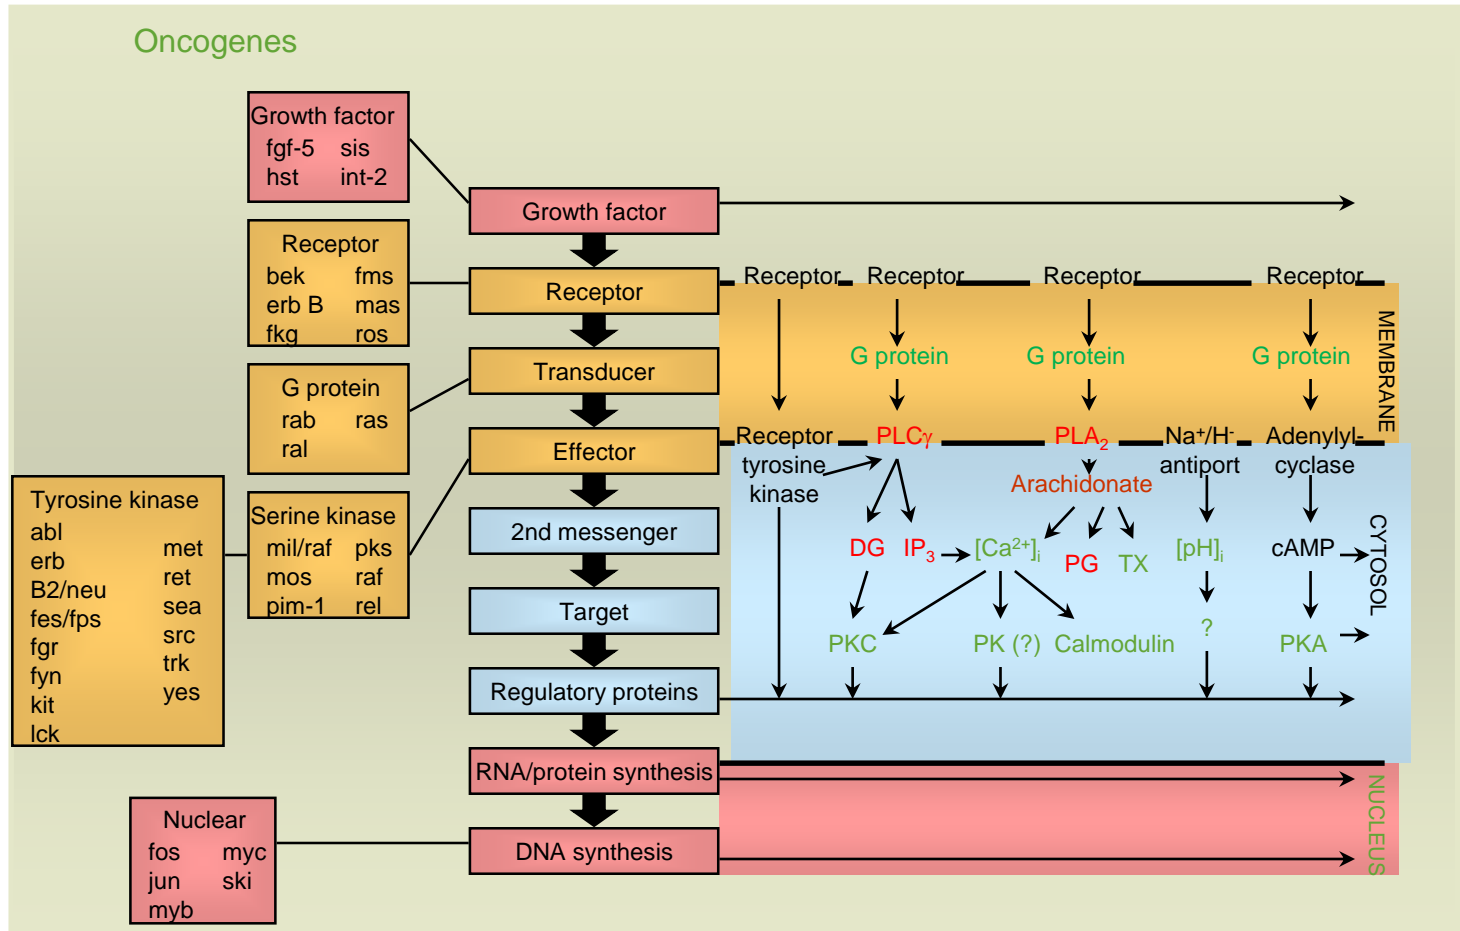 Oncogenes
Growth factor
fgf-5 sis
hst int-2
Growth factor
Receptor
bek fms
erb B mas
fkg ros
Receptor
Receptor Receptor Receptor Receptor
MEMBRANE
G protein
rab ras
ral
Transducer
G protein G protein G protein
Effector
Receptor
tyrosine
kinase
PLCγ
PLA₂
Na⁺/H⁻
antiport
Adenylyl-
cyclase
Arachidonate
Tyrosine kinase
abl
erb
B2/neu
fes/fps
fgr
fyn
kit
lck
met
ret
sea
src
trk
yes
Serine kinase
mil/raf pks
mos raf
pim-1 rel
2nd messenger
DG IP₃ [Ca²⁺]ᵢ PG TX [pH]ᵢ cAMP
CYTOSOL
Target
PKC PK (?) Calmodulin ? PKA
Regulatory proteins
RNA/protein synthesis
NUCLEUS
Nuclear
fos myc
jun ski
myb
DNA synthesis